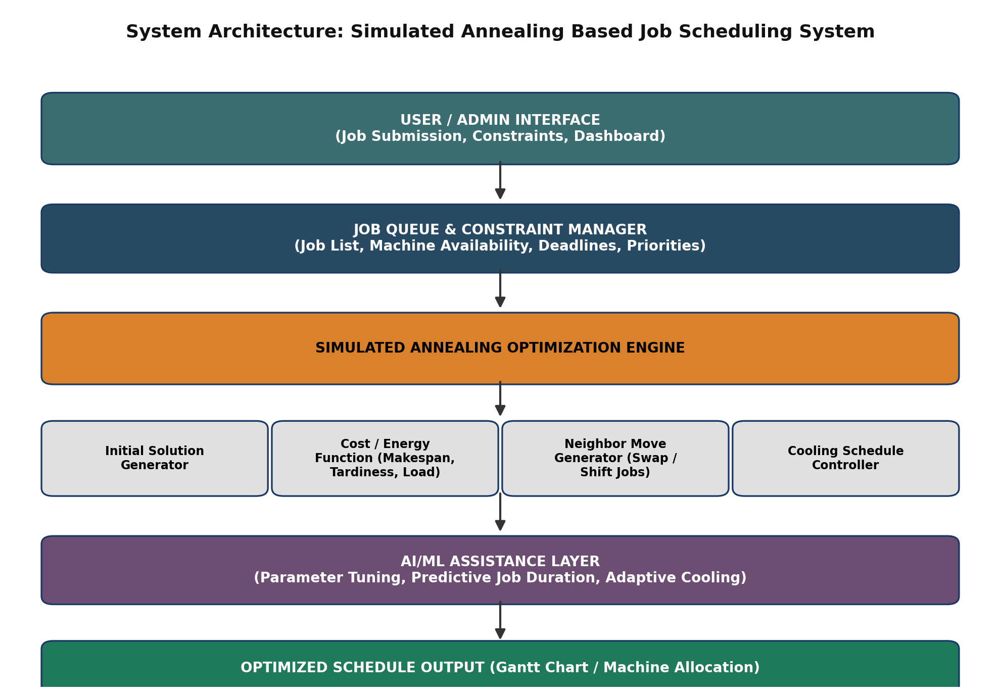 System Architecture: Simulated Annealing Based Job Scheduling System
USER / ADMIN INTERFACE
(Job Submission, Constraints, Dashboard)
JOB QUEUE & CONSTRAINT MANAGER
(Job List, Machine Availability, Deadlines, Priorities)
SIMULATED ANNEALING OPTIMIZATION ENGINE
Initial Solution
Generator
Cost / Energy
Function (Makespan,
Tardiness, Load)
Neighbor Move
Generator (Swap /
Shift Jobs)
Cooling Schedule
Controller
AI/ML ASSISTANCE LAYER
(Parameter Tuning, Predictive Job Duration, Adaptive Cooling)
OPTIMIZED SCHEDULE OUTPUT (Gantt Chart / Machine Allocation)